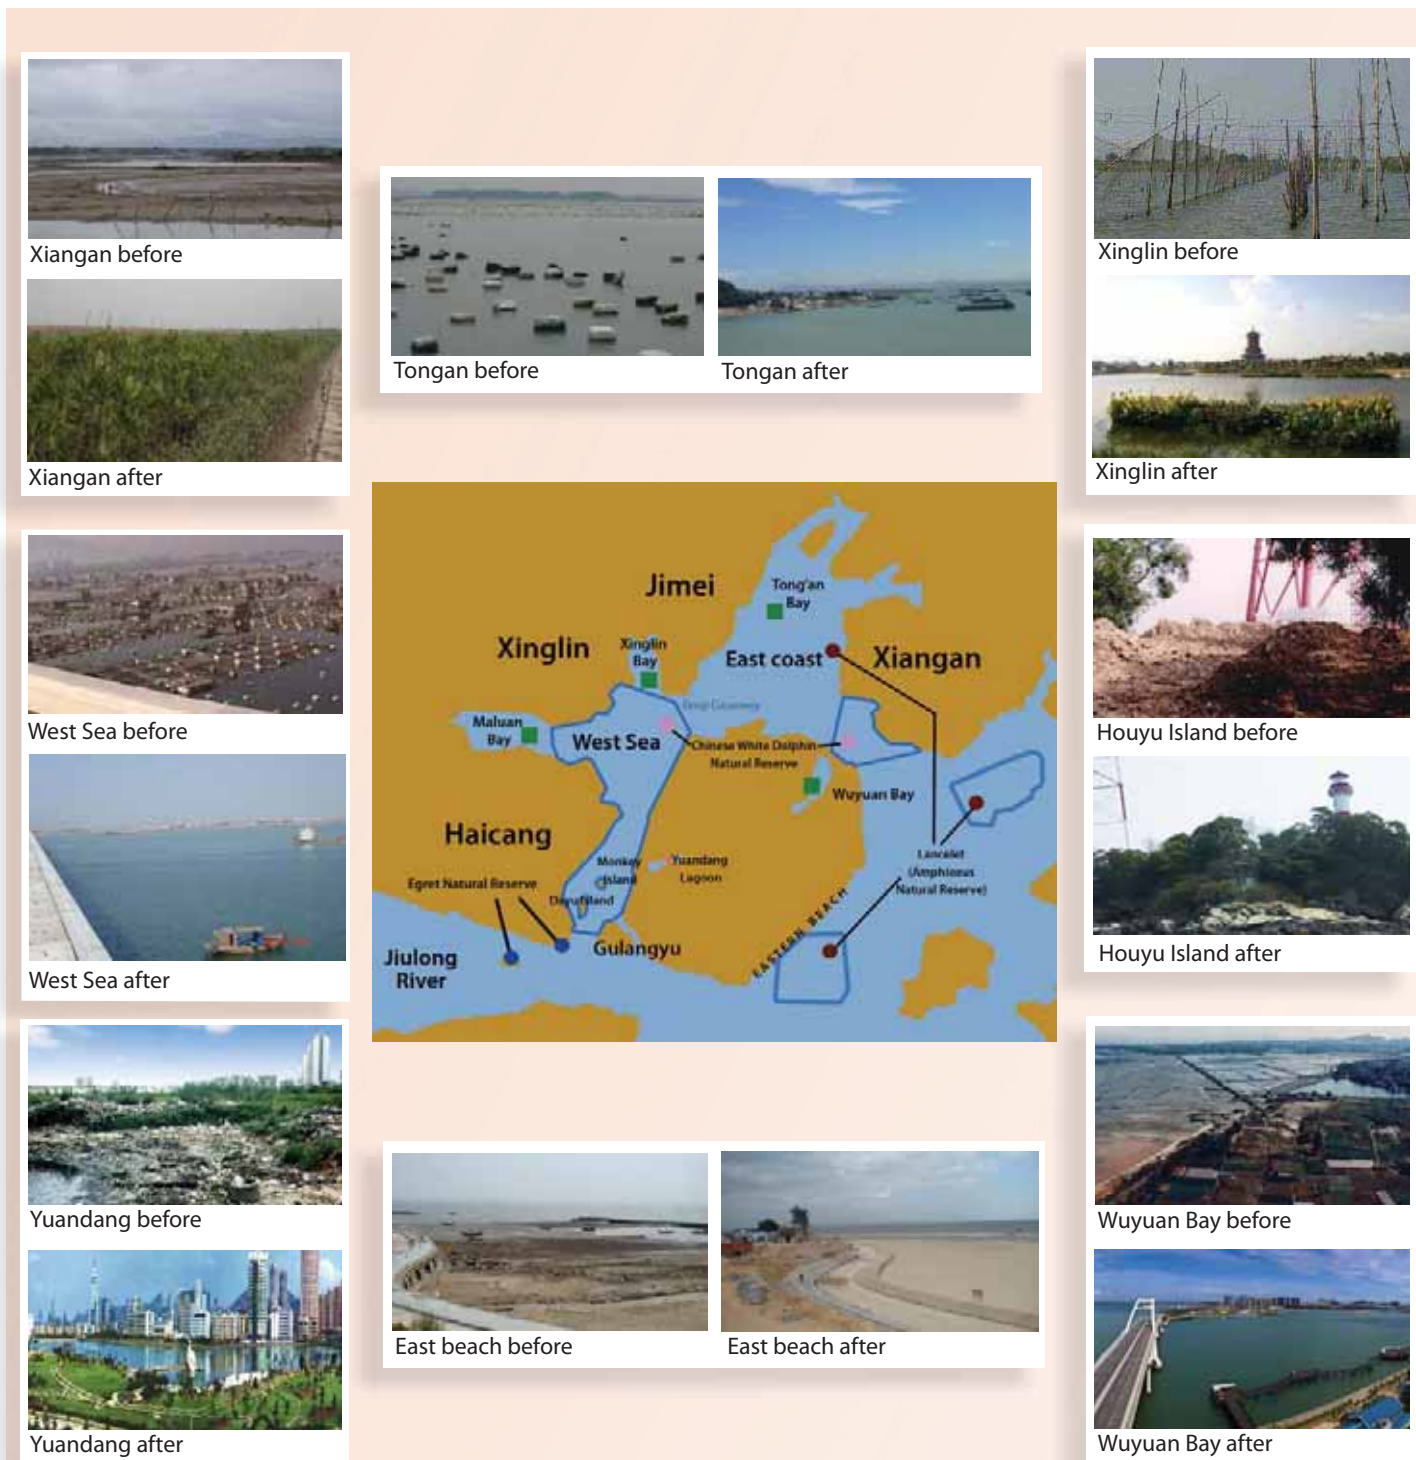 Xiangan before
Xiangan after
Tongan before
Tongan after
Xinglin before
Xinglin after
West Sea before
West Sea after
Jimei
Tong'an
Bay
Xinglin
Xinglin
Bay
East coast
Xiangan
Causeway
Maluan
Bay
West Sea
Chinese White Dolphin
Natural Reserve
Wuyuan Bay
Haicang
Monkey
Island
Yuandang
Lagoon
Lancelet
(Amphioxus
Natural Reserve)
Egret Natural Reserve
Dayu Island
EASTERN BEACH
Gulangyu
Jiulong
River
Houyu Island before
Houyu Island after
Yuandang before
Yuandang after
East beach before
East beach after
Wuyuan Bay before
Wuyuan Bay after